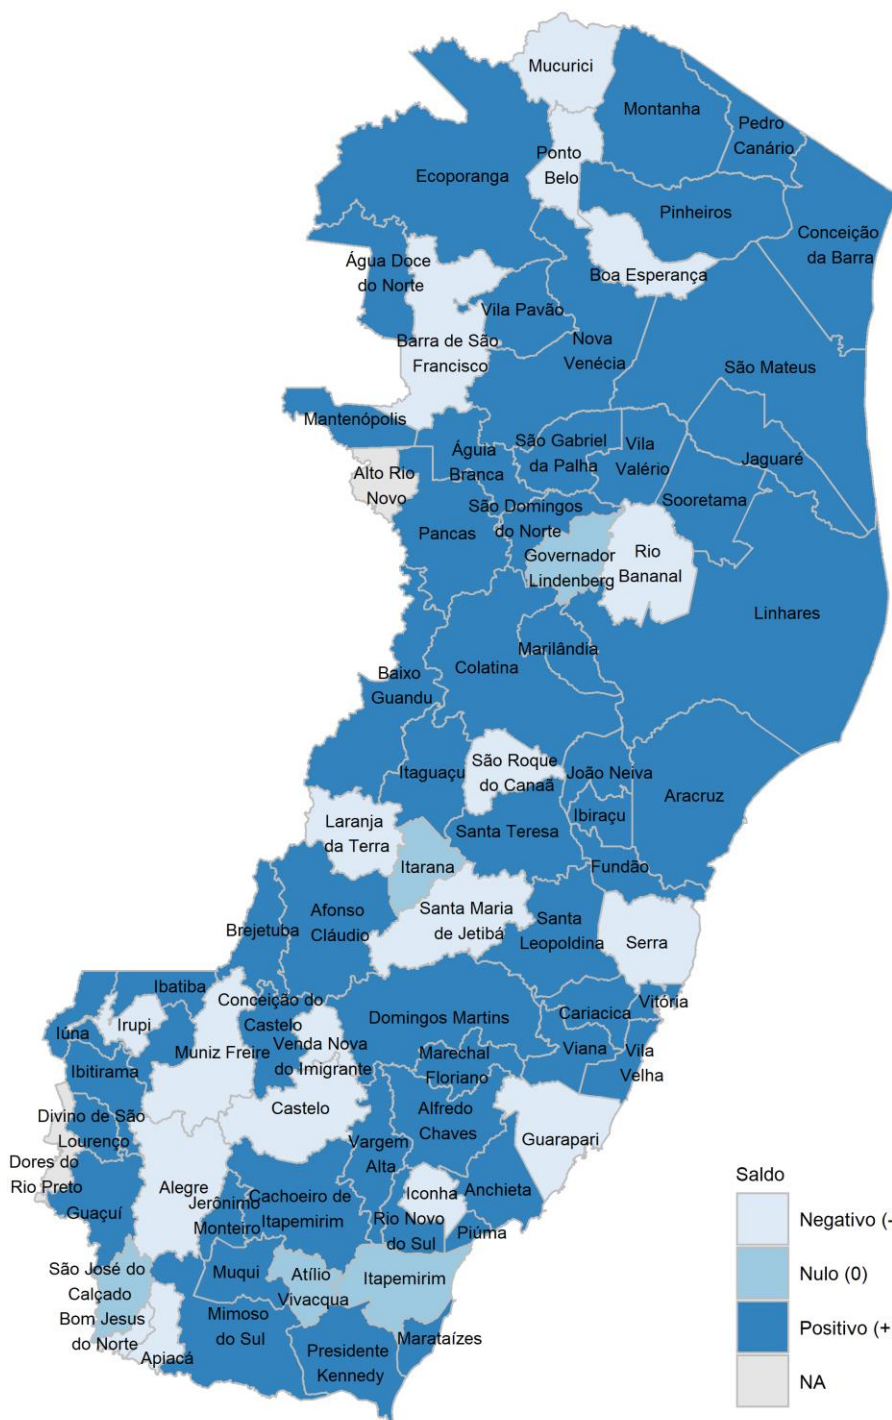 Mucurici
Montanha
Pedro
Canário
Ponto
Belo
Ecoporanga
Pinheiros
Conceição
da Barra
Água Doce
do Norte
Boa Esperança
Vila Pavão
Barra de São
Francisco
Nova
Venécia
São Mateus
Mantenópolis
Águia
Branca
São Gabriel
da Palha
Vila
Valério
Jaguaré
Alto Rio
Novo
Sooretama
São Domingos
do Norte
Pancas
Governador
Lindenberg
Rio
Bananal
Linhares
Marilândia
Colatina
Baixo
Guandu
São Roque
do Canaã
Itaguaçu
João Neiva
Aracruz
Ibiraçu
Laranja
da Terra
Santa Teresa
Itarana
Fundão
Afonso
Cláudio
Santa Maria
de Jetibá
Santa
Leopoldina
Brejetuba
Serra
Ibatiba
Conceição do
Castelo
Vitória
Cariacica
Domingos Martins
Irupi
Iúna
Muniz Freire
Venda Nova
do Imigrante
Viana
Vila
Velha
Marechal
Floriano
Ibitirama
Castelo
Alfredo
Chaves
Divino de São
Lourenço
Guarapari
Vargem
Alta
Dores do
Rio Preto
Alegre
Iconha
Anchieta
Cachoeiro de
Itapemirim
Jerônimo
Monteiro
Guaçuí
Rio Novo
do Sul
Piúma
São José do
Calçado
Muqui
Atílio
Vivacqua
Itapemirim
Bom Jesus
do Norte
Mimoso
do Sul
Marataízes
Apiacá
Presidente
Kennedy
Saldo
Negativo (-
Nulo (0)
Positivo (+
NA